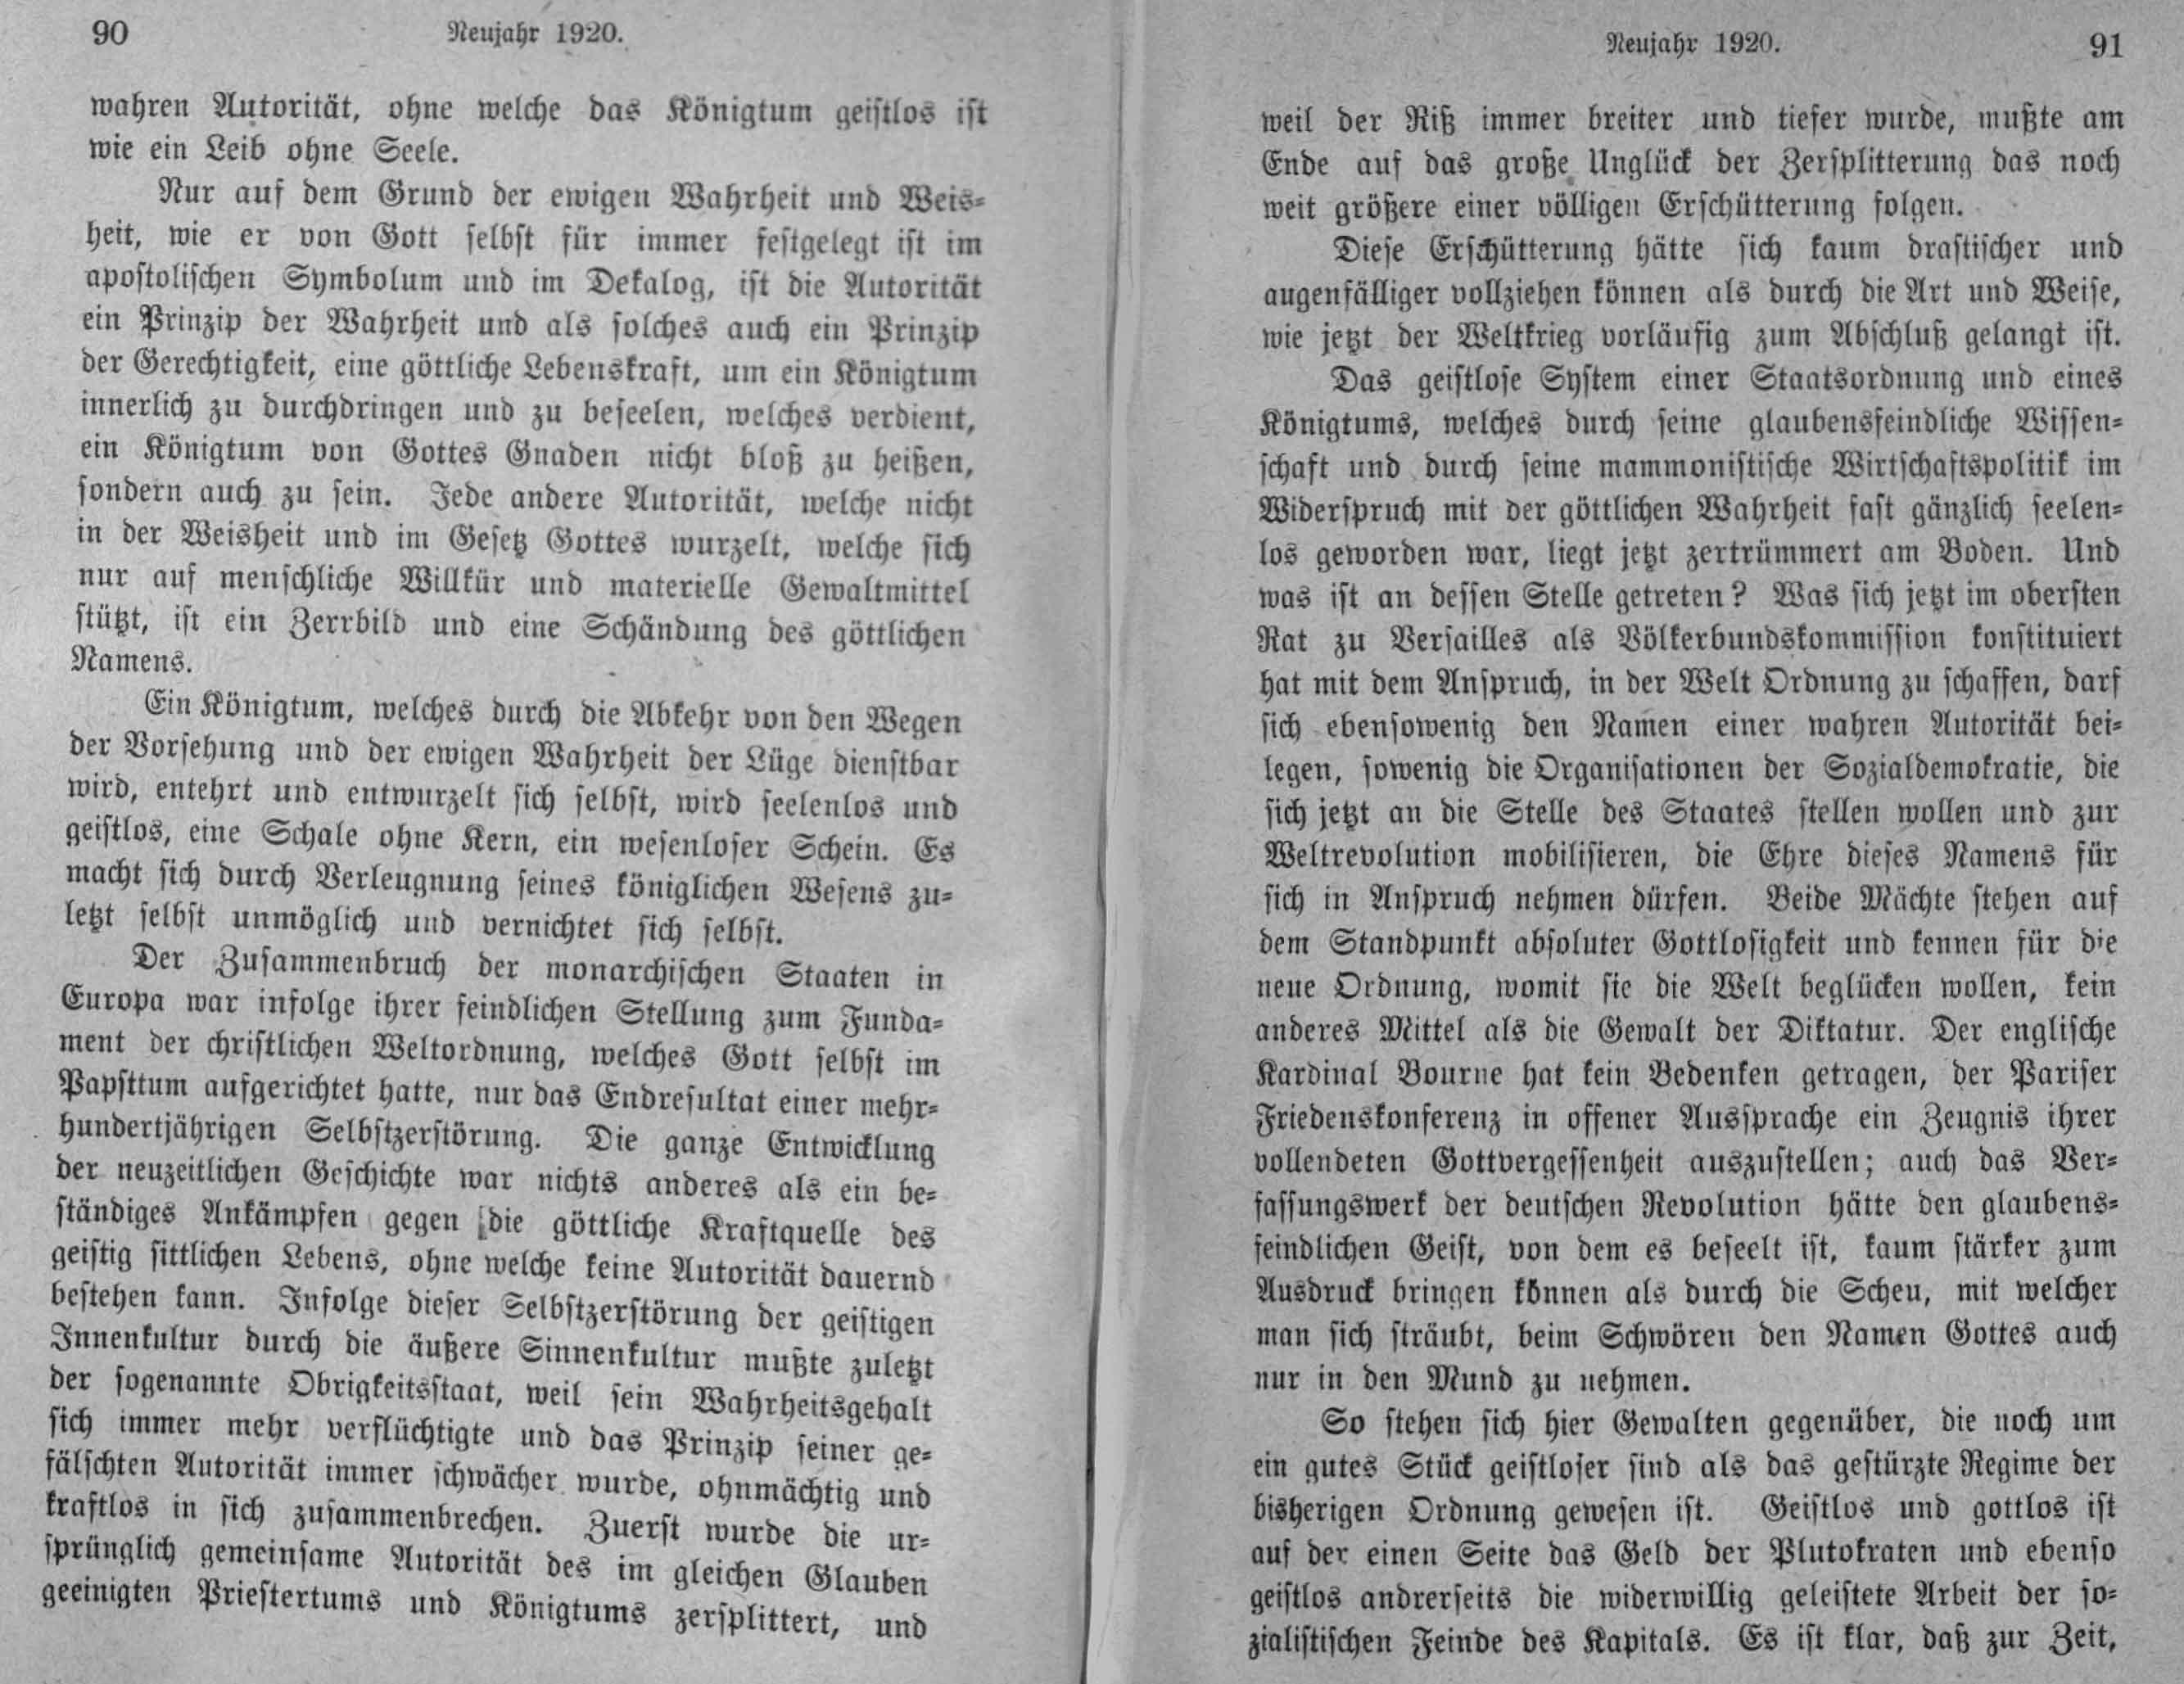 90
Neujahr 1920.
wahren Autorität, ohne welche das Königtum geistlos ist
wie ein Leib ohne Seele.
Nur auf dem Grund der ewigen Wahrheit und Weis-
heit, wie er von Gott selbst für immer festgelegt ist im
apostolischen Symbolum und im Dekalog, ist die Autorität
ein Prinzip der Wahrheit und als solches auch ein Prinzip
der Gerechtigkeit, eine göttliche Lebenskraft, um ein Königtum
innerlich zu durchdringen und zu beseelen, welches verdient,
ein Königtum von Gottes Gnaden nicht bloß zu heißen,
sondern auch zu sein. Jede andere Autorität, welche nicht
in der Weisheit und im Gesetz Gottes wurzelt, welche sich
nur auf menschliche Willkür und materielle Gewaltmittel
stützt, ist ein Zerrbild und eine Schändung des göttlichen
Namens.
Ein Königtum, welches durch die Abkehr von den Wegen
der Vorsehung und der ewigen Wahrheit der Lüge dienstbar
wird, entehrt und entwurzelt sich selbst, wird seelenlos und
geistlos, eine Schale ohne Kern, ein wesenloser Schein. Es
macht sich durch Verleugnung seines königlichen Wesens zu-
letzt selbst unmöglich und vernichtet sich selbst.
Der Zusammenbruch der monarchischen Staaten in
Europa war infolge ihrer feindlichen Stellung zum Funda-
ment der christlichen Weltordnung, welches Gott selbst im
Papsttum aufgerichtet hatte, nur das Endresultat einer mehr-
hundertjährigen Selbstzerstörung. Die ganze Entwicklung
der neuzeitlichen Geschichte war nichts anderes als ein be-
ständiges Ankämpfen gegen die göttliche Kraftquelle des
geistig sittlichen Lebens, ohne welche keine Autorität dauernd
bestehen kann. Infolge dieser Selbstzerstörung der geistigen
Innenkultur durch die äußere Sinnenkultur mußte zuletzt
der sogenannte Obrigkeitsstaat, weil sein Wahrheitsgehalt
sich immer mehr verflüchtigte und das Prinzip seiner ge-
fälschten Autorität immer schwächer wurde, ohnmächtig und
kraftlos in sich zusammenbrechen. Zuerst wurde die ur-
sprünglich gemeinsame Autorität des im gleichen Glauben
geeinigten Priestertums und Königtums zersplittert, und
Neujahr 1920.
91
weil der Riß immer breiter und tiefer wurde, mußte am
Ende auf das große Unglück der Zersplitterung das noch
weit größere einer völligen Erschütterung folgen.
Diese Erschütterung hätte sich kaum drastischer und
augenfälliger vollziehen können als durch die Art und Weise,
wie jetzt der Weltkrieg vorläufig zum Abschluß gelangt ist.
Das geistlose System einer Staatsordnung und eines
Königtums, welches durch seine glaubensfeindliche Wissen-
schaft und durch seine mammonistische Wirtschaftspolitik im
Widerspruch mit der göttlichen Wahrheit fast gänzlich seelen-
los geworden war, liegt jetzt zertrümmert am Boden. Und
was ist an dessen Stelle getreten? Was sich jetzt im obersten
Rat zu Versailles als Völkerbundskommission konstituiert
hat mit dem Anspruch, in der Welt Ordnung zu schaffen, darf
sich ebensowenig den Namen einer wahren Autorität bei-
legen, sowenig die Organisationen der Sozialdemokratie, die
sich jetzt an die Stelle des Staates stellen wollen und zur
Weltrevolution mobilisieren, die Ehre dieses Namens für
sich in Anspruch nehmen dürfen. Beide Mächte stehen auf
dem Standpunkt absoluter Gottlosigkeit und kennen für die
neue Ordnung, womit sie die Welt beglücken wollen, kein
anderes Mittel als die Gewalt der Diktatur. Der englische
Kardinal Bourne hat kein Bedenken getragen, der Pariser
Friedenskonferenz in offener Aussprache ein Zeugnis ihrer
vollendeten Gottvergessenheit auszustellen; auch das Ver-
fassungswerk der deutschen Revolution hätte den glaubens-
feindlichen Geist, von dem es beseelt ist, kaum stärker zum
Ausdruck bringen können als durch die Scheu, mit welcher
man sich sträubt, beim Schwören den Namen Gottes auch
nur in den Mund zu nehmen.
So stehen sich hier Gewalten gegenüber, die noch um
ein gutes Stück geistloser sind als das gestürzte Regime der
bisherigen Ordnung gewesen ist. Geistlos und gottlos ist
auf der einen Seite das Geld der Plutokraten und ebenso
geistlos andrerseits die widerwillig geleistete Arbeit der so-
zialistischen Feinde des Kapitals. Es ist klar, daß zur Zeit,